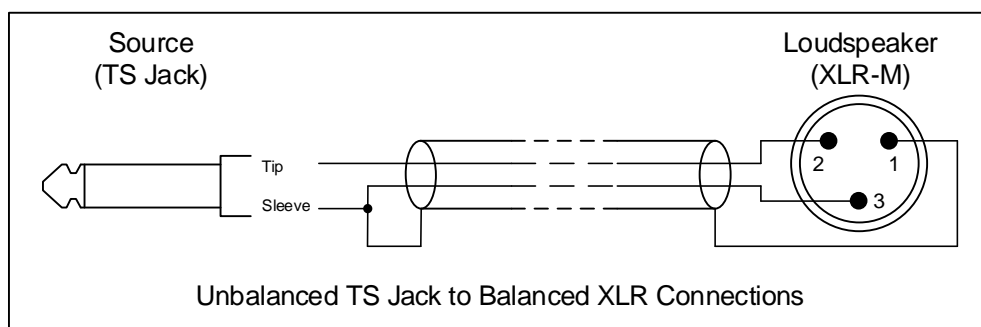 Source
(TS Jack)
Loudspeaker
(XLR-M)
Tip
Sleeve
2
1
3
Unbalanced TS Jack to Balanced XLR Connections